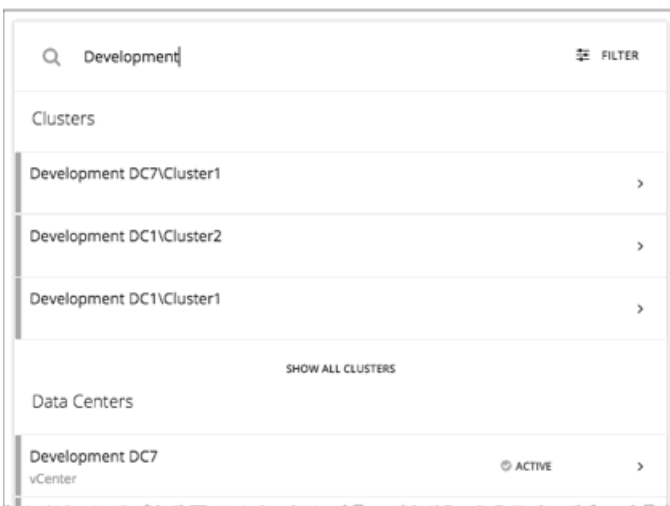 Development
FILTER
Clusters
Development DC7\Cluster1
Development DC1\Cluster2
Development DC1\Cluster1
SHOW ALL CLUSTERS
Data Centers
Development DC7
ACTIVE
vCenter